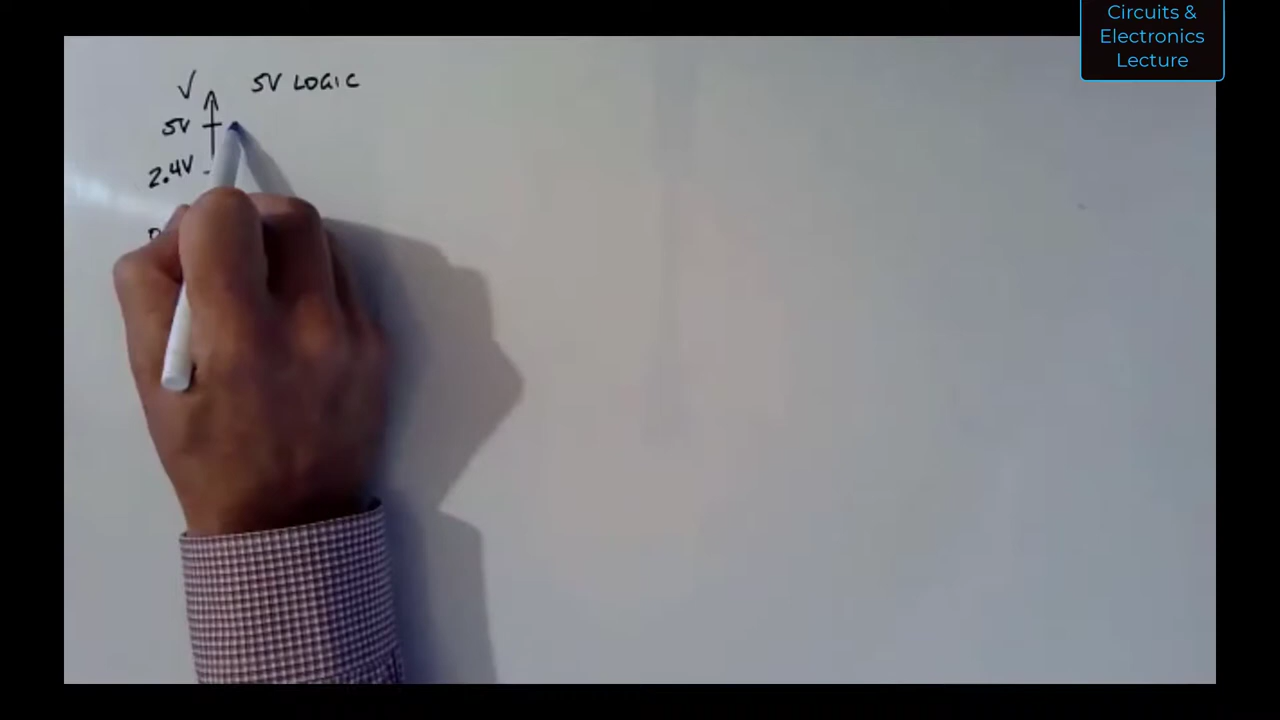 Circuits &
Electronics
Lecture
V
5V LOGIC
5V
2.4V